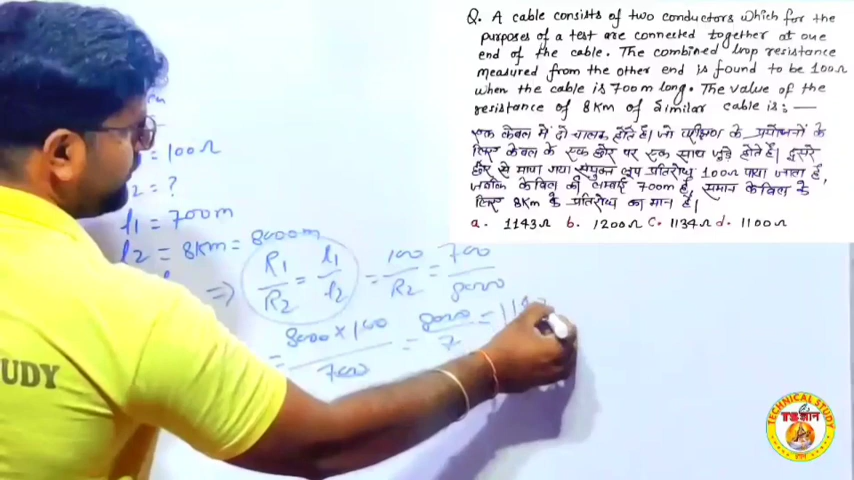 Q. A cable consists of two conductors which for the
purposes of a test are connected together at one
end of the cable. The combined loop resistance
measured from the other end is found to be 100Ω
when the cable is 700m long. The value of the
resistance of 8Km of similar cable is: —
एक केबल में दो चालक होते हैं। जो परीक्षण के प्रयोजनों के
लिए केबल के एक छोर पर एक साथ जुड़े होते हैं। दूसरे
छोर से मापा गया संयुक्त लूप प्रतिरोध 100Ω पाया जाता है,
जबकि केबिल की लम्बाई 700m है, समान केबिल के
लिए 8Km के प्रतिरोध का मान है।
a. 1143Ω b. 1200Ω c. 1134Ω d. 1100Ω
= 100Ω
2 = ?
l1 = 700m
l2 = 8Km = 8000m
⇒ R1/R2 = l1/l2 = 100/R2 = 700/8000
= 8000×100/700 = 8000/7 = 114
UDY
TECHNICAL STUDY
TS ज्ञान